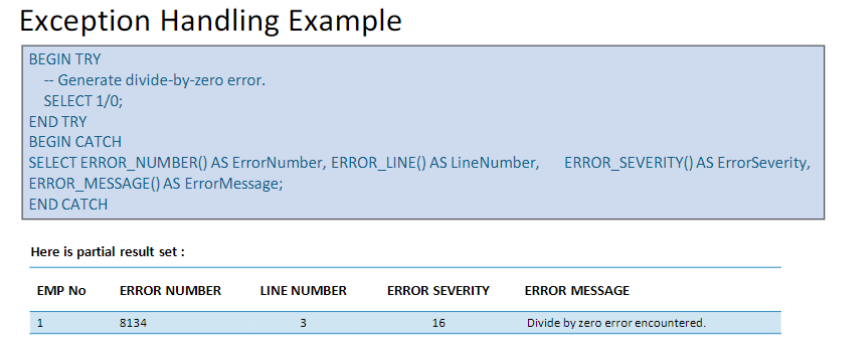 Exception Handling Example
BEGIN TRY
-- Generate divide-by-zero error.
SELECT 1/0;
END TRY
BEGIN CATCH
SELECT ERROR_NUMBER() AS ErrorNumber, ERROR_LINE() AS LineNumber, ERROR_SEVERITY() AS ErrorSeverity,
ERROR_MESSAGE() AS ErrorMessage;
END CATCH
Here is partial result set :
EMP No ERROR NUMBER LINE NUMBER ERROR SEVERITY ERROR MESSAGE
1 8134 3 16 Divide by zero error encountered.